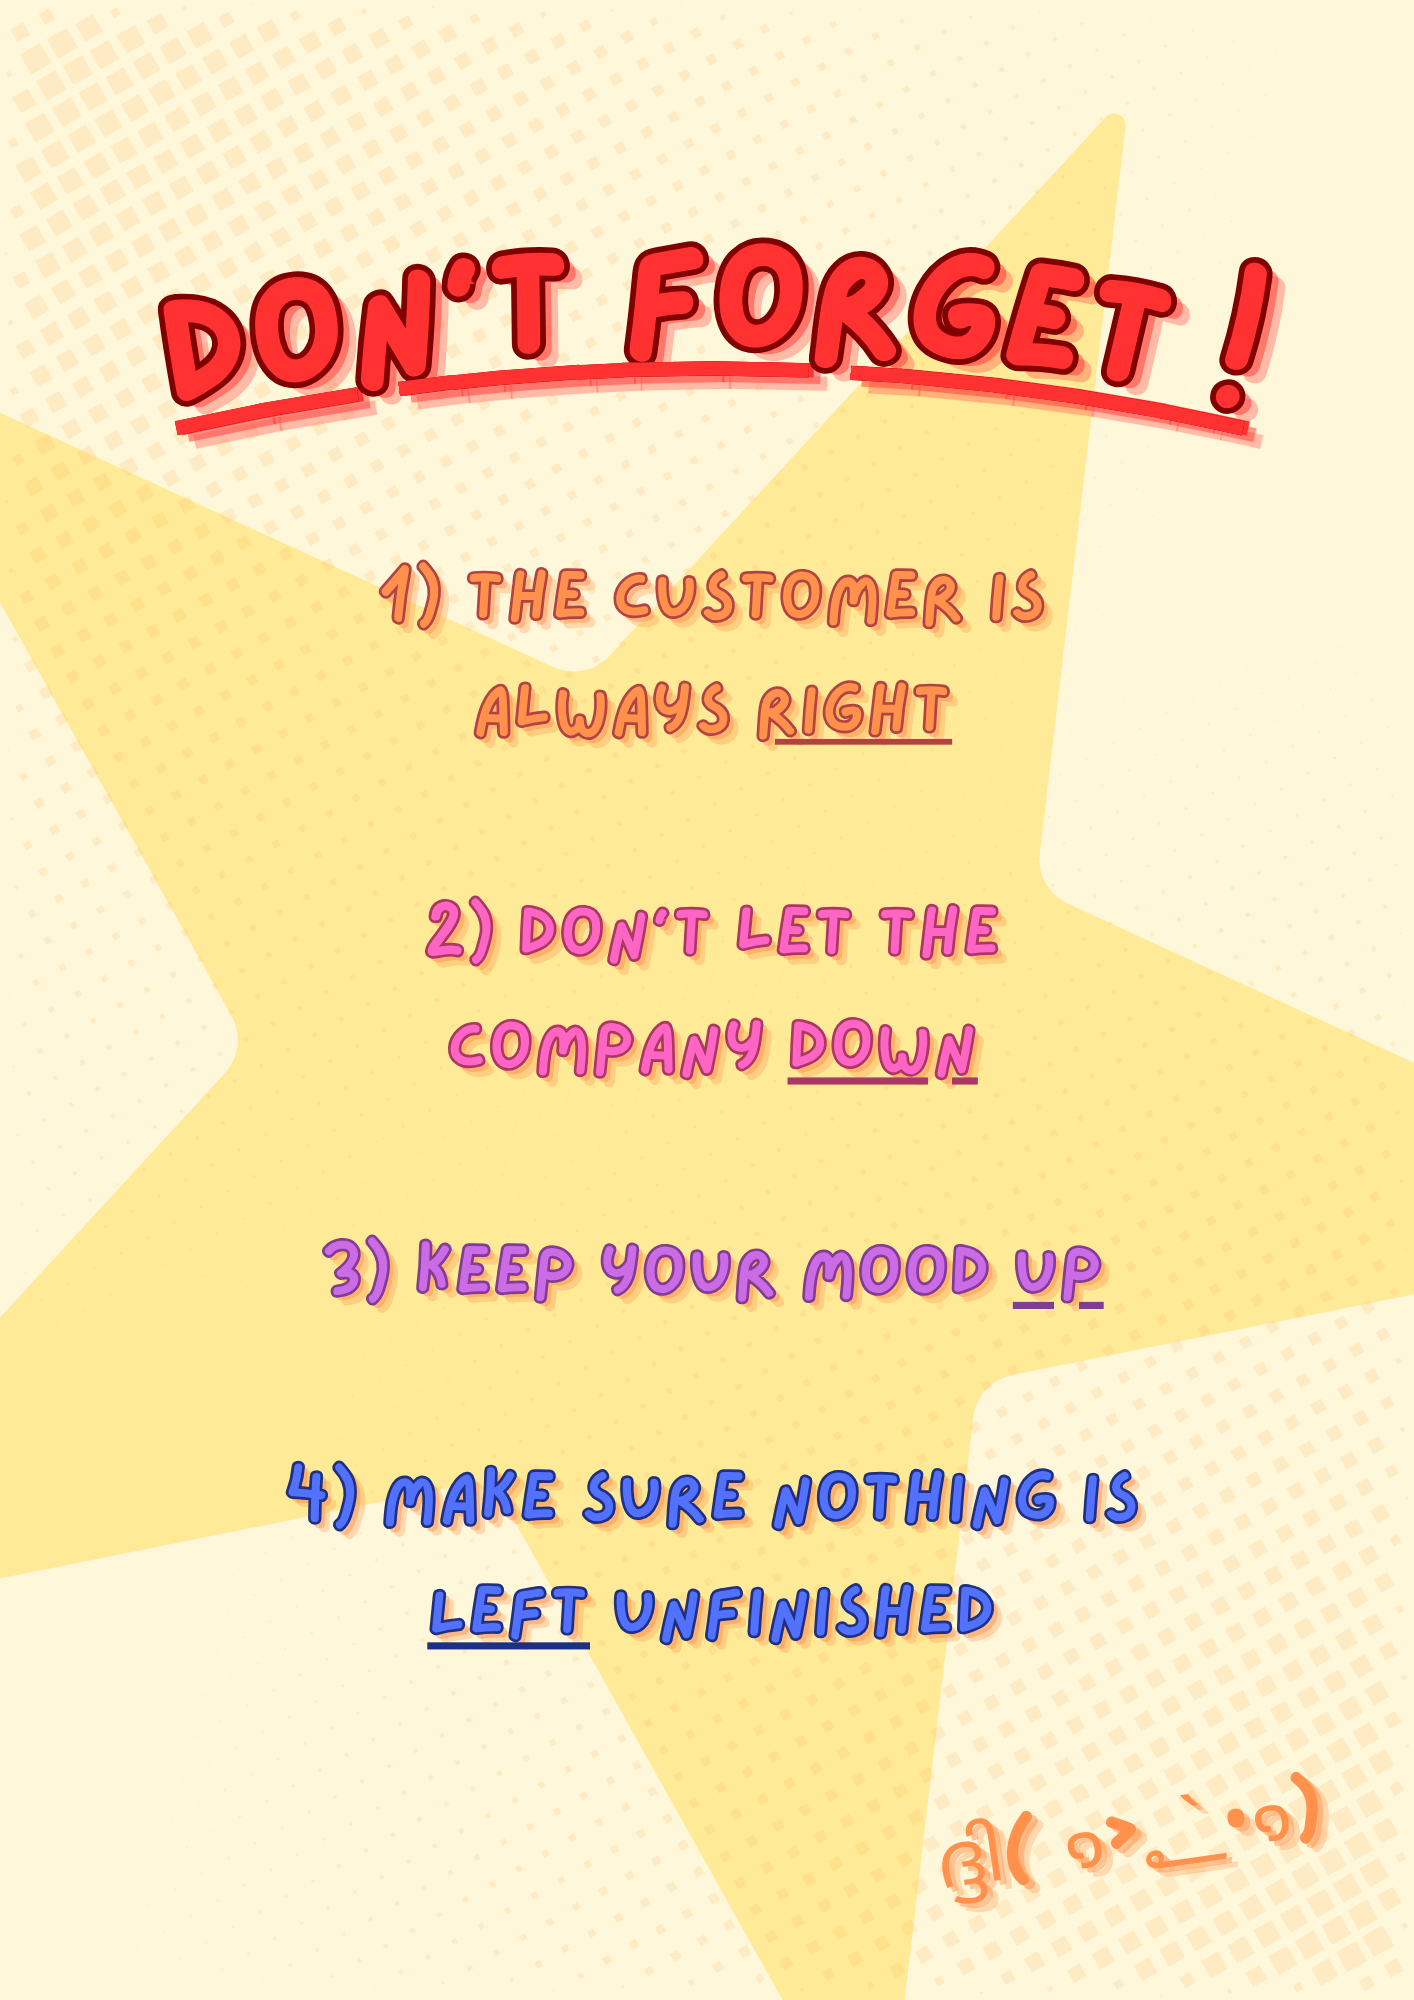 DON'T FORGET!
1) THE CUSTOMER IS
ALWAYS RIGHT
2) DON'T LET THE
COMPANY DOWN
3) KEEP YOUR MOOD UP
4) MAKE SURE NOTHING IS
LEFT UNFINISHED